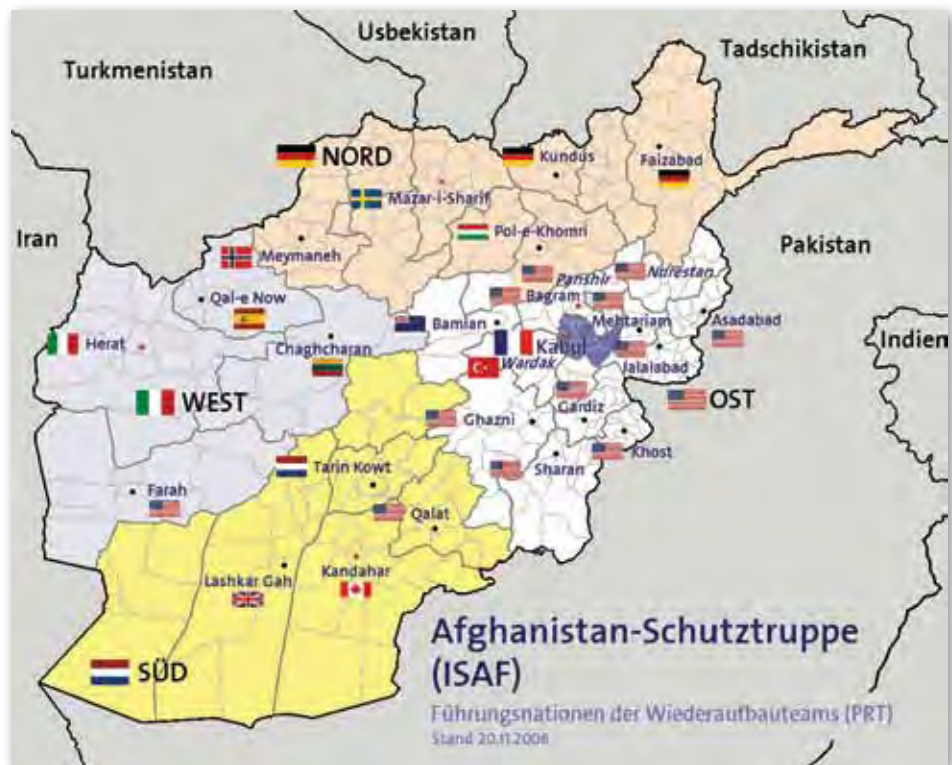 Usbekistan
Tadschikistan
Turkmenistan
NORD
Kundus
Faizabad
Mazar-i-Sharif
Iran
Pol-e-Khomri
Pakistan
Meymaneh
Panshir
Nurestan
Qal-e Now
Bagram
Bamian
Mehtarlam
Asadabad
Herat
Chaghcharan
Kabul
Indien
Wardak
Jalalabad
WEST
Gardiz
OST
Ghazni
Khost
Tarin Kowt
Sharan
Farah
Qalat
Lashkar Gah
Kandahar
SÜD
Afghanistan-Schutztruppe
(ISAF)
Führungsnationen der Wiederaufbauteams (PRT)
Stand 20.11.2006